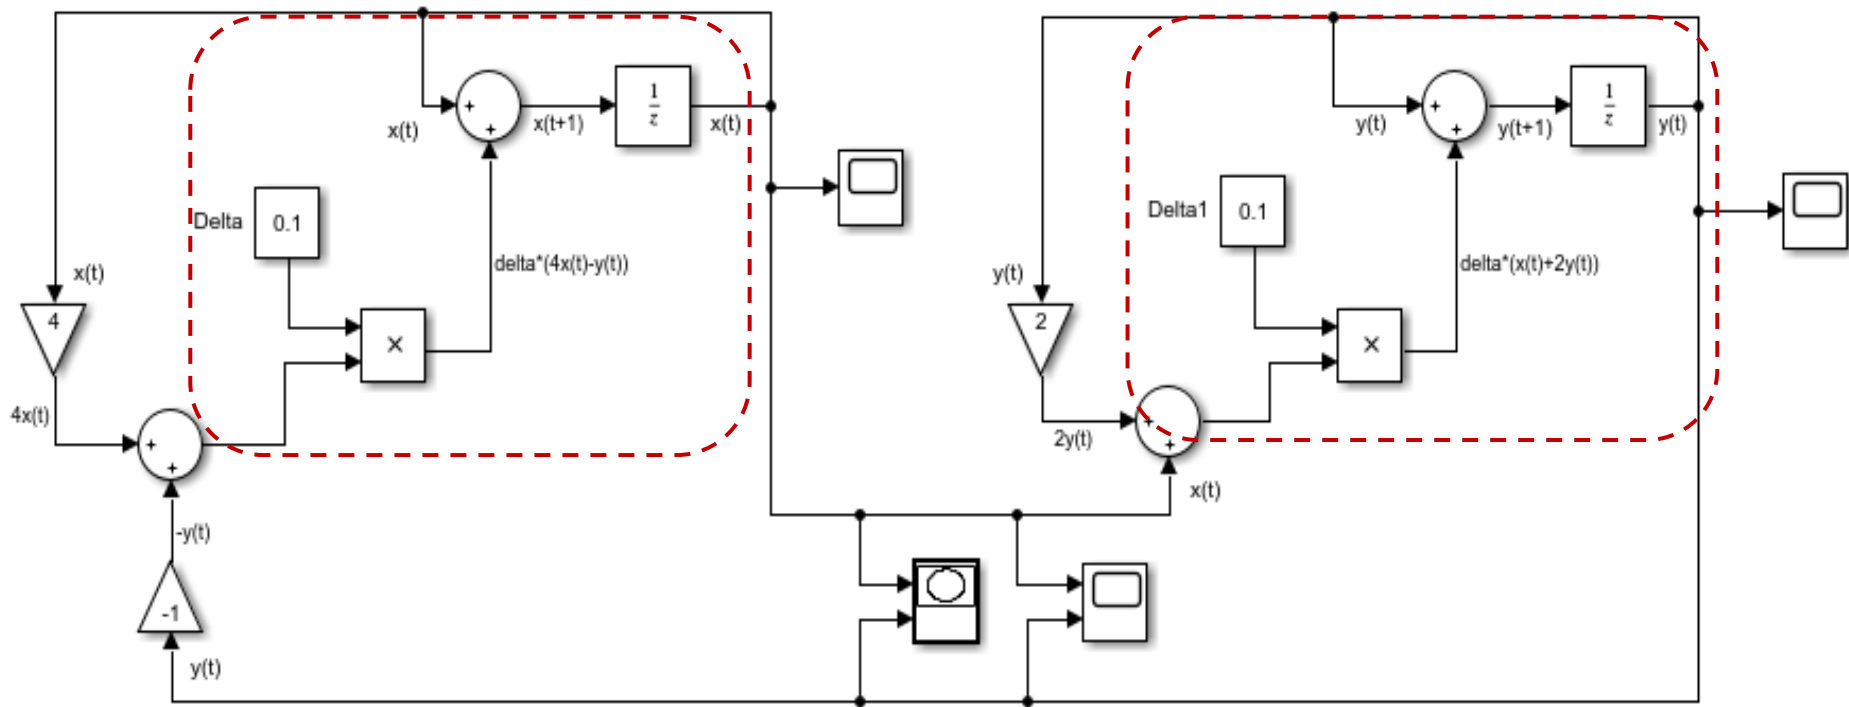 +
+
x(t)
x(t+1)
1
z
x(t)
Delta
0.1
delta*(4x(t)-y(t))
x(t)
4
×
4x(t)
+
+
-y(t)
-1
y(t)
+
+
y(t)
y(t+1)
1
z
y(t)
Delta1
0.1
delta*(x(t)+2y(t))
y(t)
2
×
2y(t)
+
+
x(t)